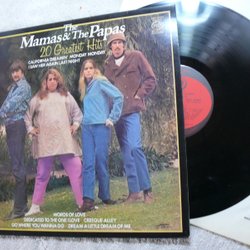 The
Mamas & The Papas
20 Greatest Hits
CALIFORNIA DREAMIN' · MONDAY MONDAY
I SAW HER AGAIN LAST NIGHT
WORDS OF LOVE
DEDICATED TO THE ONE I LOVE · CREEQUE ALLEY
GO WHERE YOU WANNA GO · DREAM A LITTLE DREAM OF ME